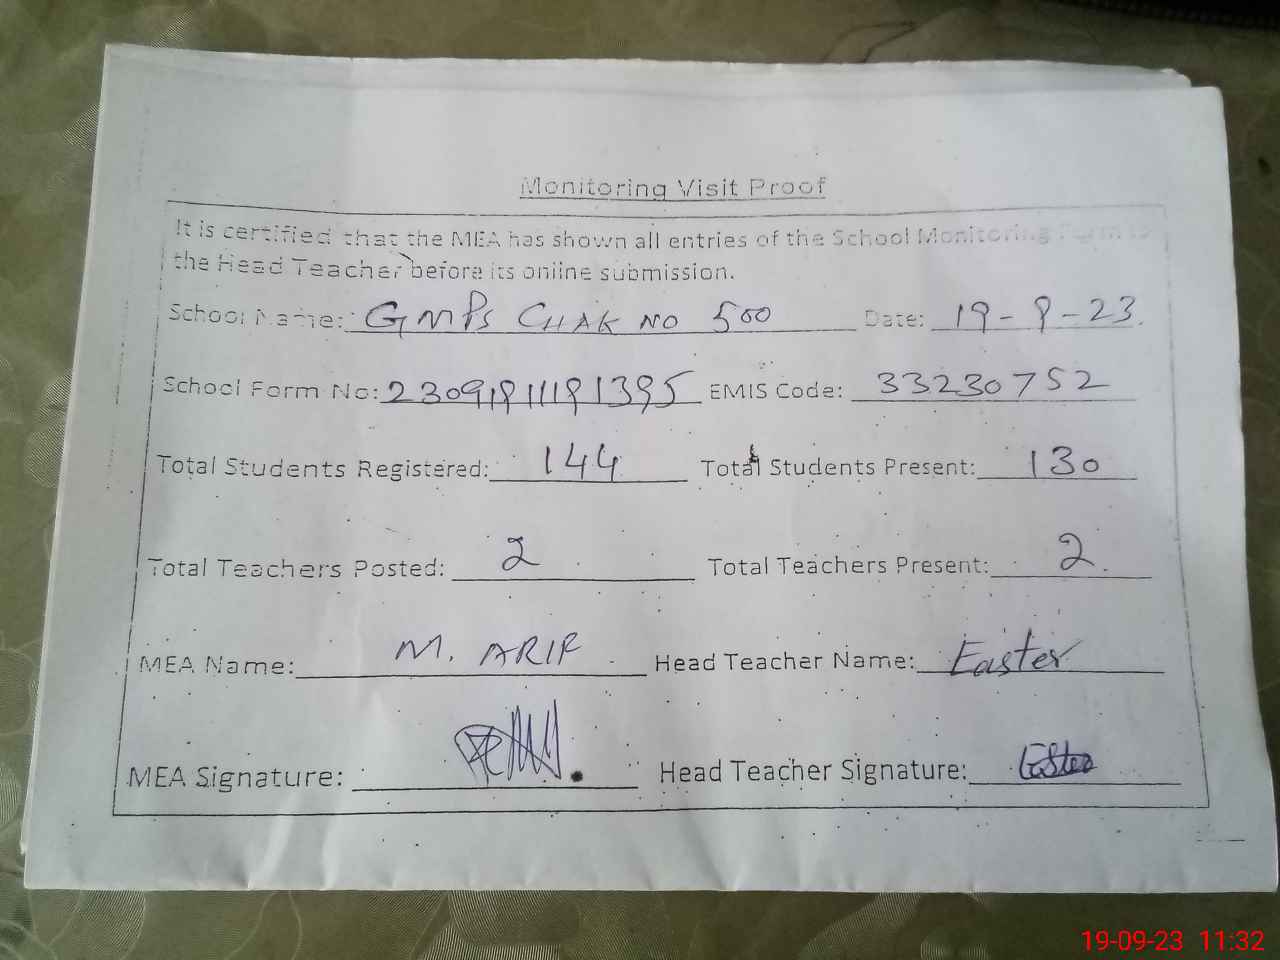 Monitoring Visit Proof
It is certified that the MEA has shown all entries of the School Monitoring Form to
the Head Teacher before its online submission.
School Name: GMPS CHAK NO 500 Date: 19-9-23.
School Form No: 23091911191395 EMIS Code: 33230752
Total Students Registered: 144 Total Students Present: 130
Total Teachers Posted: 2 Total Teachers Present: 2.
MEA Name: M. ARIF Head Teacher Name: Easter
MEA Signature: Head Teacher Signature: Easter
19-09-23 11:32